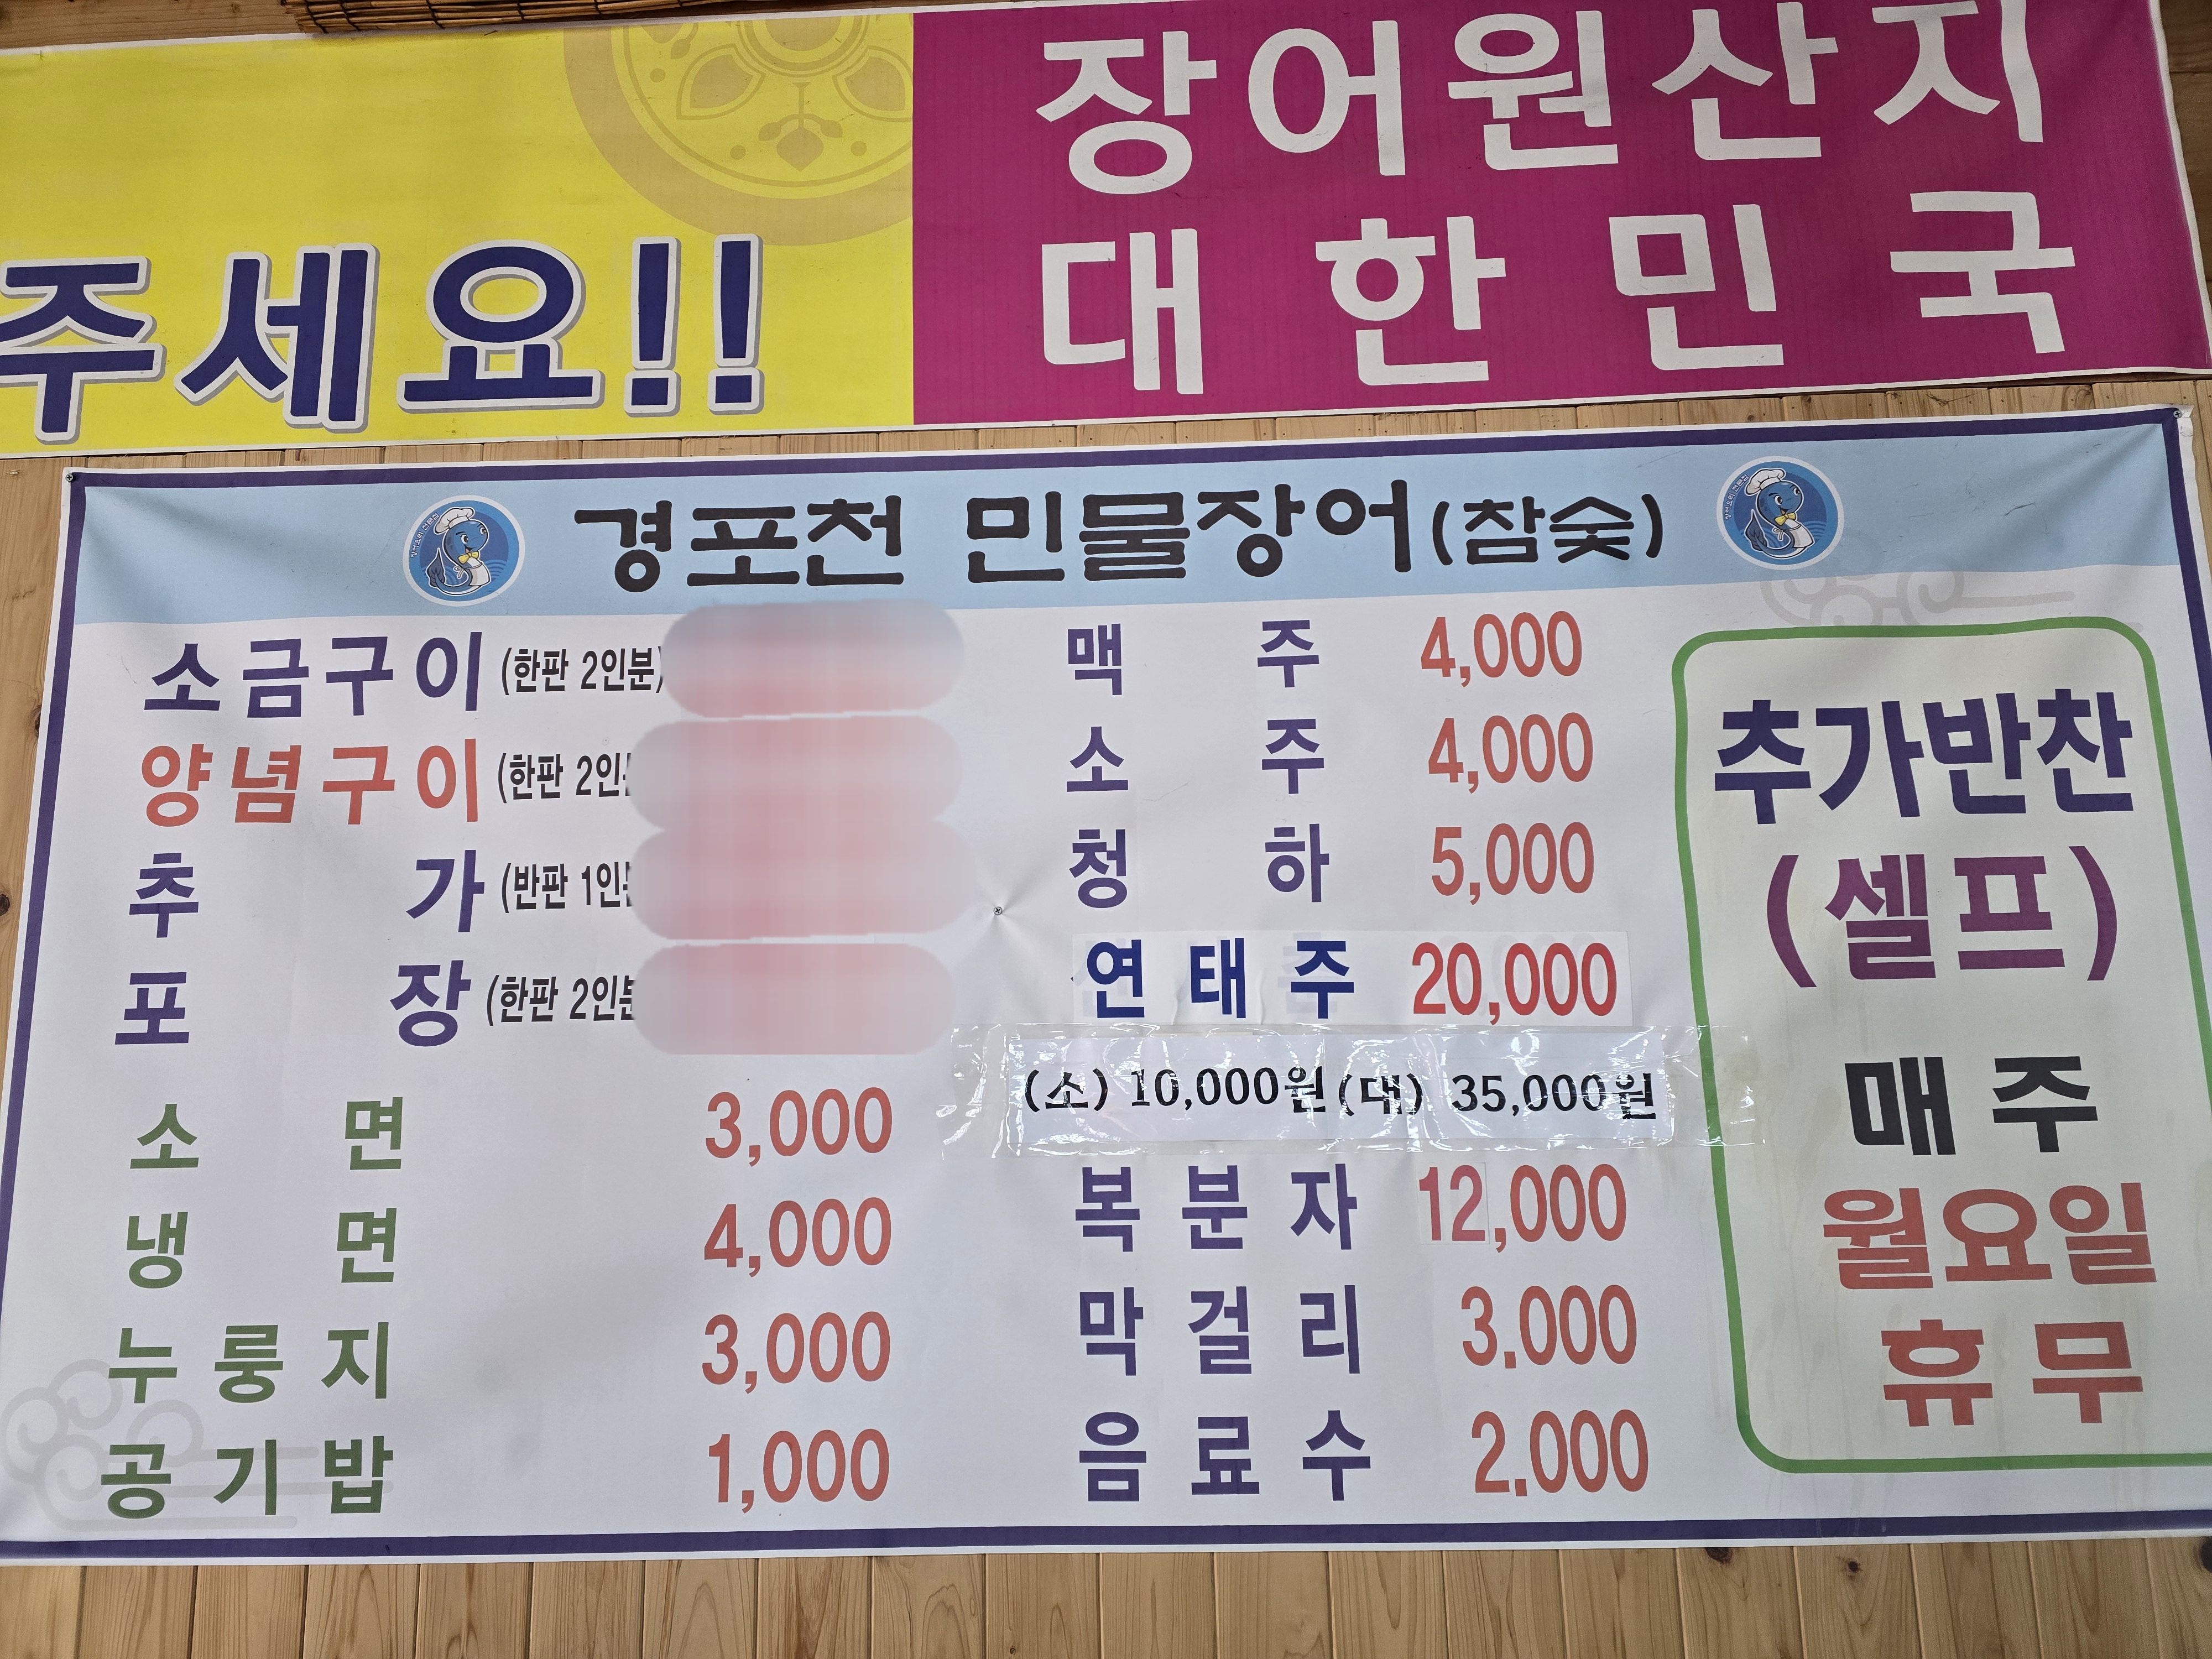 장어원산지
대한민국
주세요!!
경포천 민물장어(참숯)
소금구이 (한판 2인분)
양념구이 (한판 2인
추가 (반판 1인
포장 (한판 2인분
소면 3,000
냉면 4,000
누룽지 3,000
공기밥 1,000
맥주 4,000
소주 4,000
청하 5,000
연태주 20,000
(소) 10,000원 (대) 35,000원
복분자 12,000
막걸리 3.000
음료수 2.000
추가반찬
(셀프)
매주
월요일
휴무